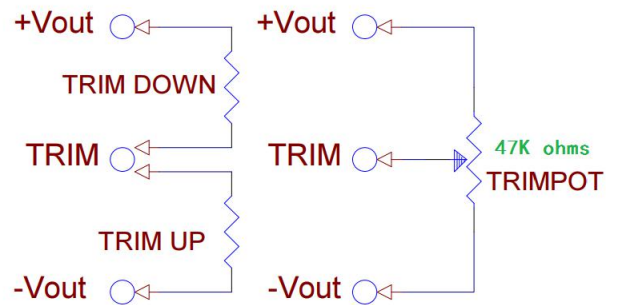 +Vout
TRIM DOWN
TRIM
TRIM UP
-Vout
+Vout
TRIM
47K ohms
TRIMPOT
-Vout